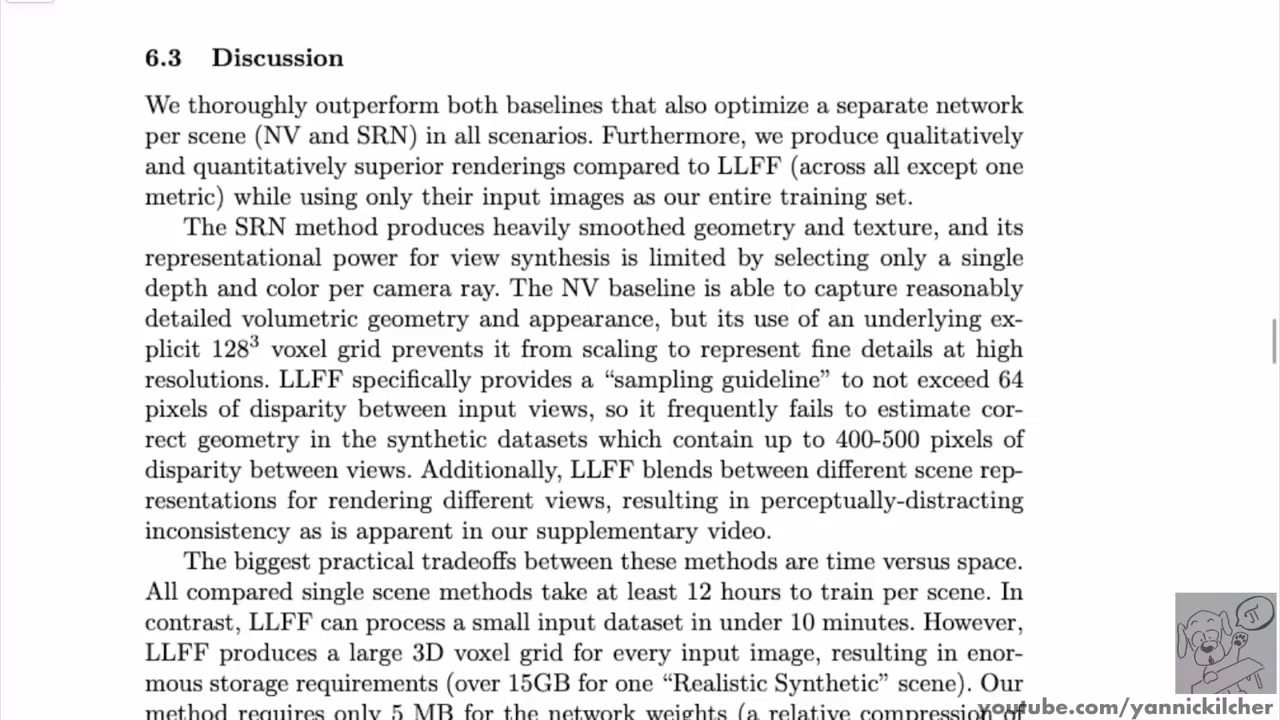 6.3 Discussion
We thoroughly outperform both baselines that also optimize a separate network
per scene (NV and SRN) in all scenarios. Furthermore, we produce qualitatively
and quantitatively superior renderings compared to LLFF (across all except one
metric) while using only their input images as our entire training set.
The SRN method produces heavily smoothed geometry and texture, and its
representational power for view synthesis is limited by selecting only a single
depth and color per camera ray. The NV baseline is able to capture reasonably
detailed volumetric geometry and appearance, but its use of an underlying ex-
plicit 128³ voxel grid prevents it from scaling to represent fine details at high
resolutions. LLFF specifically provides a “sampling guideline” to not exceed 64
pixels of disparity between input views, so it frequently fails to estimate cor-
rect geometry in the synthetic datasets which contain up to 400-500 pixels of
disparity between views. Additionally, LLFF blends between different scene rep-
resentations for rendering different views, resulting in perceptually-distracting
inconsistency as is apparent in our supplementary video.
The biggest practical tradeoffs between these methods are time versus space.
All compared single scene methods take at least 12 hours to train per scene. In
contrast, LLFF can process a small input dataset in under 10 minutes. However,
LLFF produces a large 3D voxel grid for every input image, resulting in enor-
mous storage requirements (over 15GB for one “Realistic Synthetic” scene). Our
method requires only 5 MB for the network weights (a relative compression of
π
youtube.com/yannickilcher